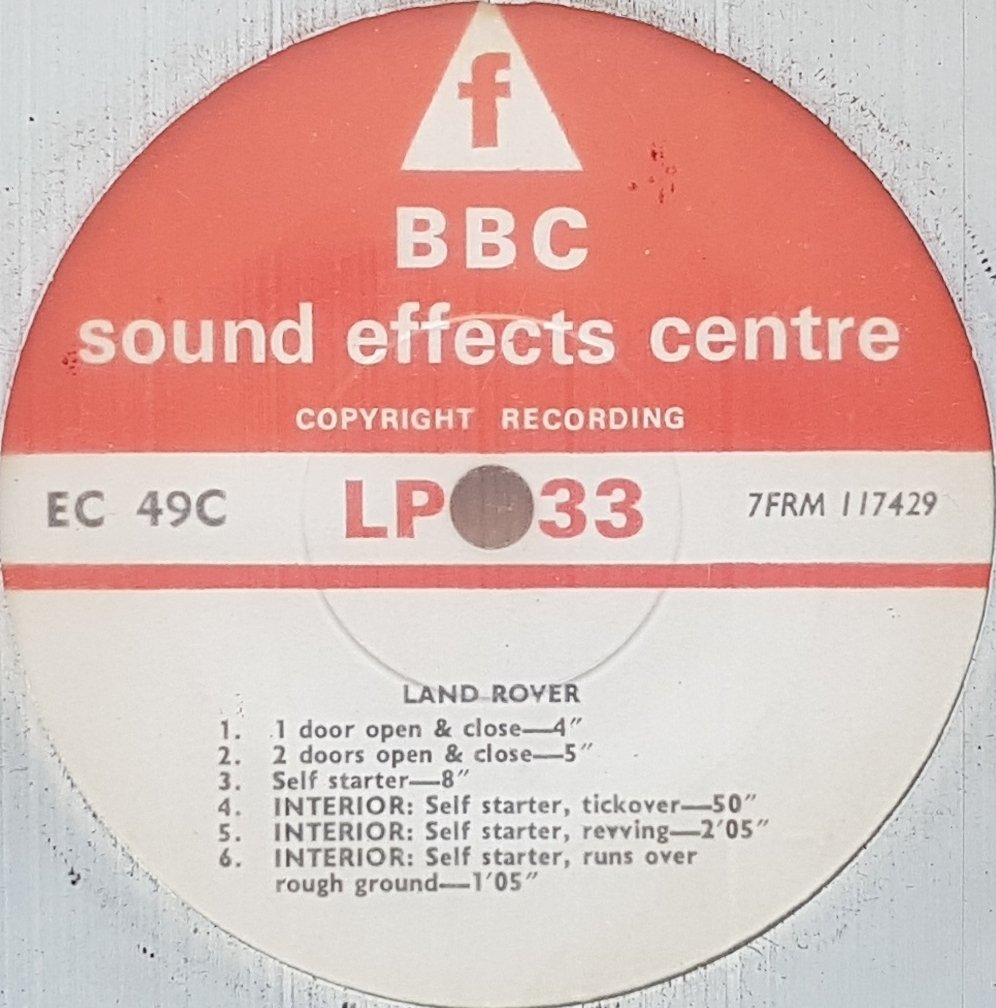 f
BBC
sound effects centre
COPYRIGHT RECORDING
EC 49C LP 33 7FRM 117429
LAND-ROVER
1. 1 door open & close—4″
2. 2 doors open & close—5″
3. Self starter—8″
4. INTERIOR: Self starter, tickover—50″
5. INTERIOR: Self starter, revving—2′05″
6. INTERIOR: Self starter, runs over
rough ground—1′05″